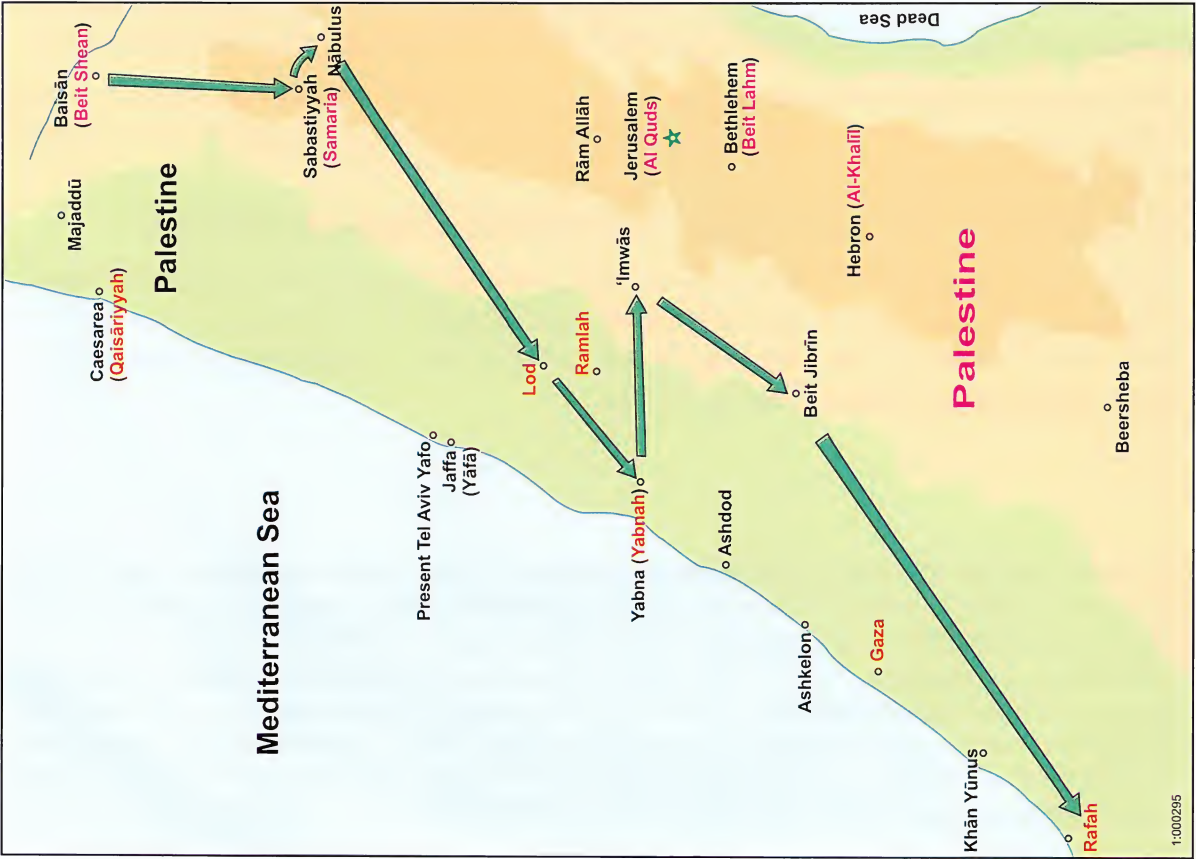 Dead Sea
Baisān
(Beit Shean)
Majaddū
Palestine
Caesarea
(Qaisāriyyah)
Sabastiyyah
(Samaria)
Nābulus
Mediterranean Sea
Present Tel Aviv Yafo
Jaffa
(Yāfā)
Lod
Ramlah
Rām Allāh
Jerusalem
(Al Quds)
'Imwās
Yabna (Yabnah)
Bethlehem
(Beit Lahm)
Ashdod
Beit Jibrīn
Hebron (Al-Khalīl)
Ashkelon
Gaza
Palestine
Khān Yūnus
Beersheba
Rafah
1:000295